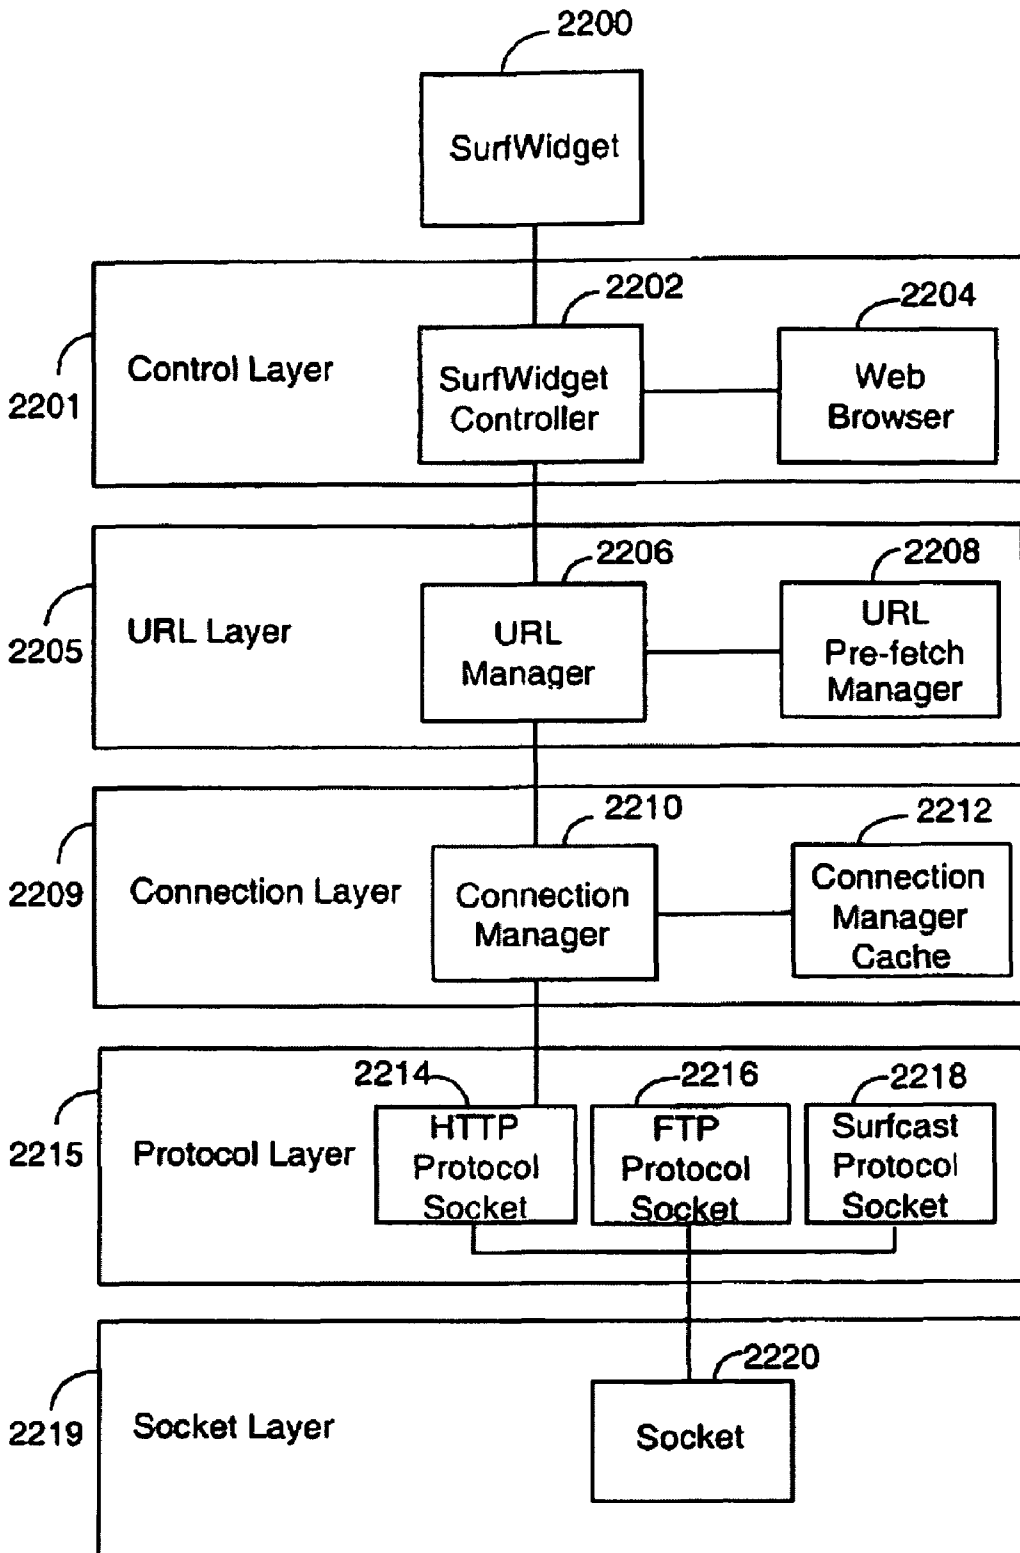 2200
SurfWidget
2202
2204
Control Layer
SurfWidget
Controller
Web
Browser
2201
2206
2208
URL Layer
URL
Manager
URL
Pre-fetch
Manager
2205
2210
2212
Connection Layer
Connection
Manager
Connection
Manager
Cache
2209
2214
2216
2218
Protocol Layer
HTTP
Protocol
Socket
FTP
Protocol
Socket
Surfcast
Protocol
Socket
2215
2220
Socket Layer
Socket
2219